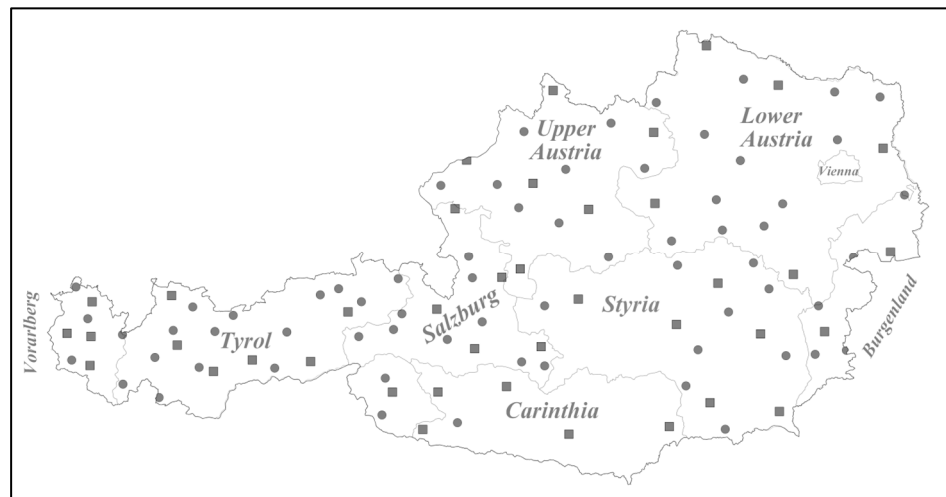 Upper
Austria
Lower
Austria
Vienna
Vorarlberg
Tyrol
Salzburg
Styria
Burgenland
Carinthia